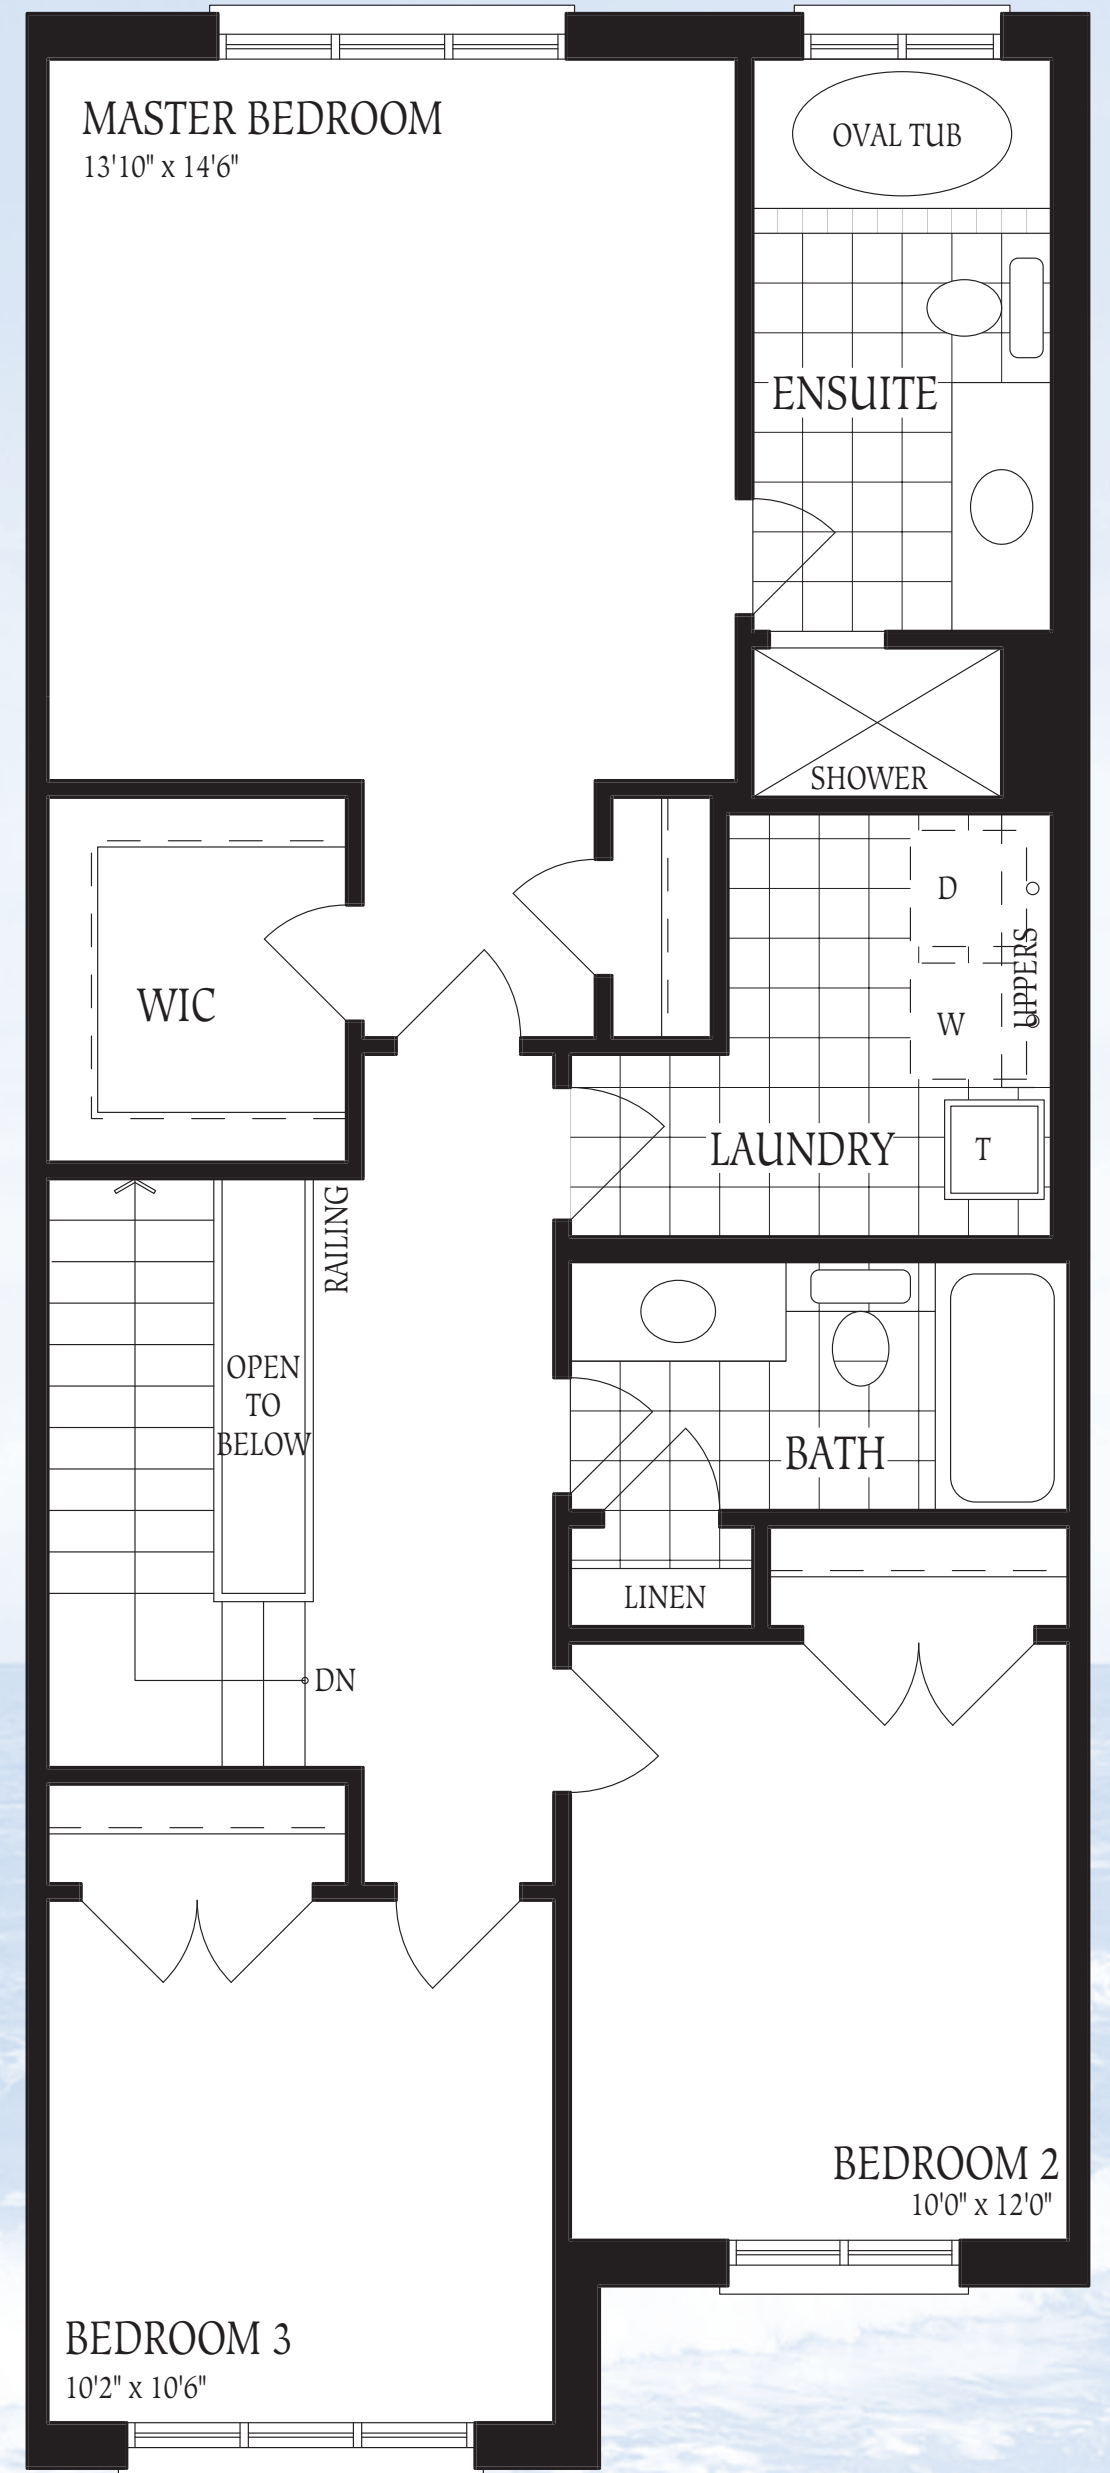 MASTER BEDROOM
13'10" x 14'6"
OVAL TUB
ENSUITE
SHOWER
D
UPPERS
W
WIC
LAUNDRY
T
RAILING
OPEN
TO
BELOW
BATH
LINEN
DN
BEDROOM 2
10'0" x 12'0"
BEDROOM 3
10'2" x 10'6"